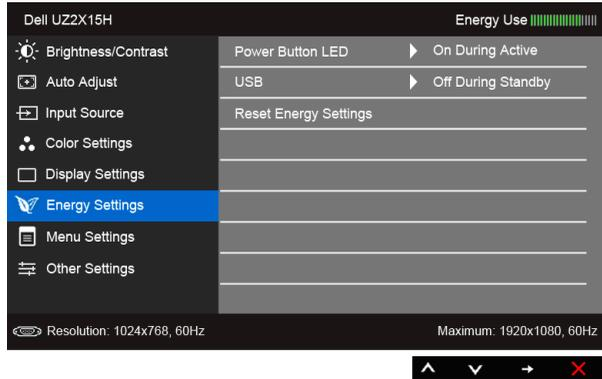 Dell UZ2X15H Energy Use
Brightness/Contrast Power Button LED On During Active
Auto Adjust USB Off During Standby
Input Source Reset Energy Settings
Color Settings
Display Settings
Energy Settings
Menu Settings
Other Settings
Resolution: 1024x768, 60Hz Maximum: 1920x1080, 60Hz